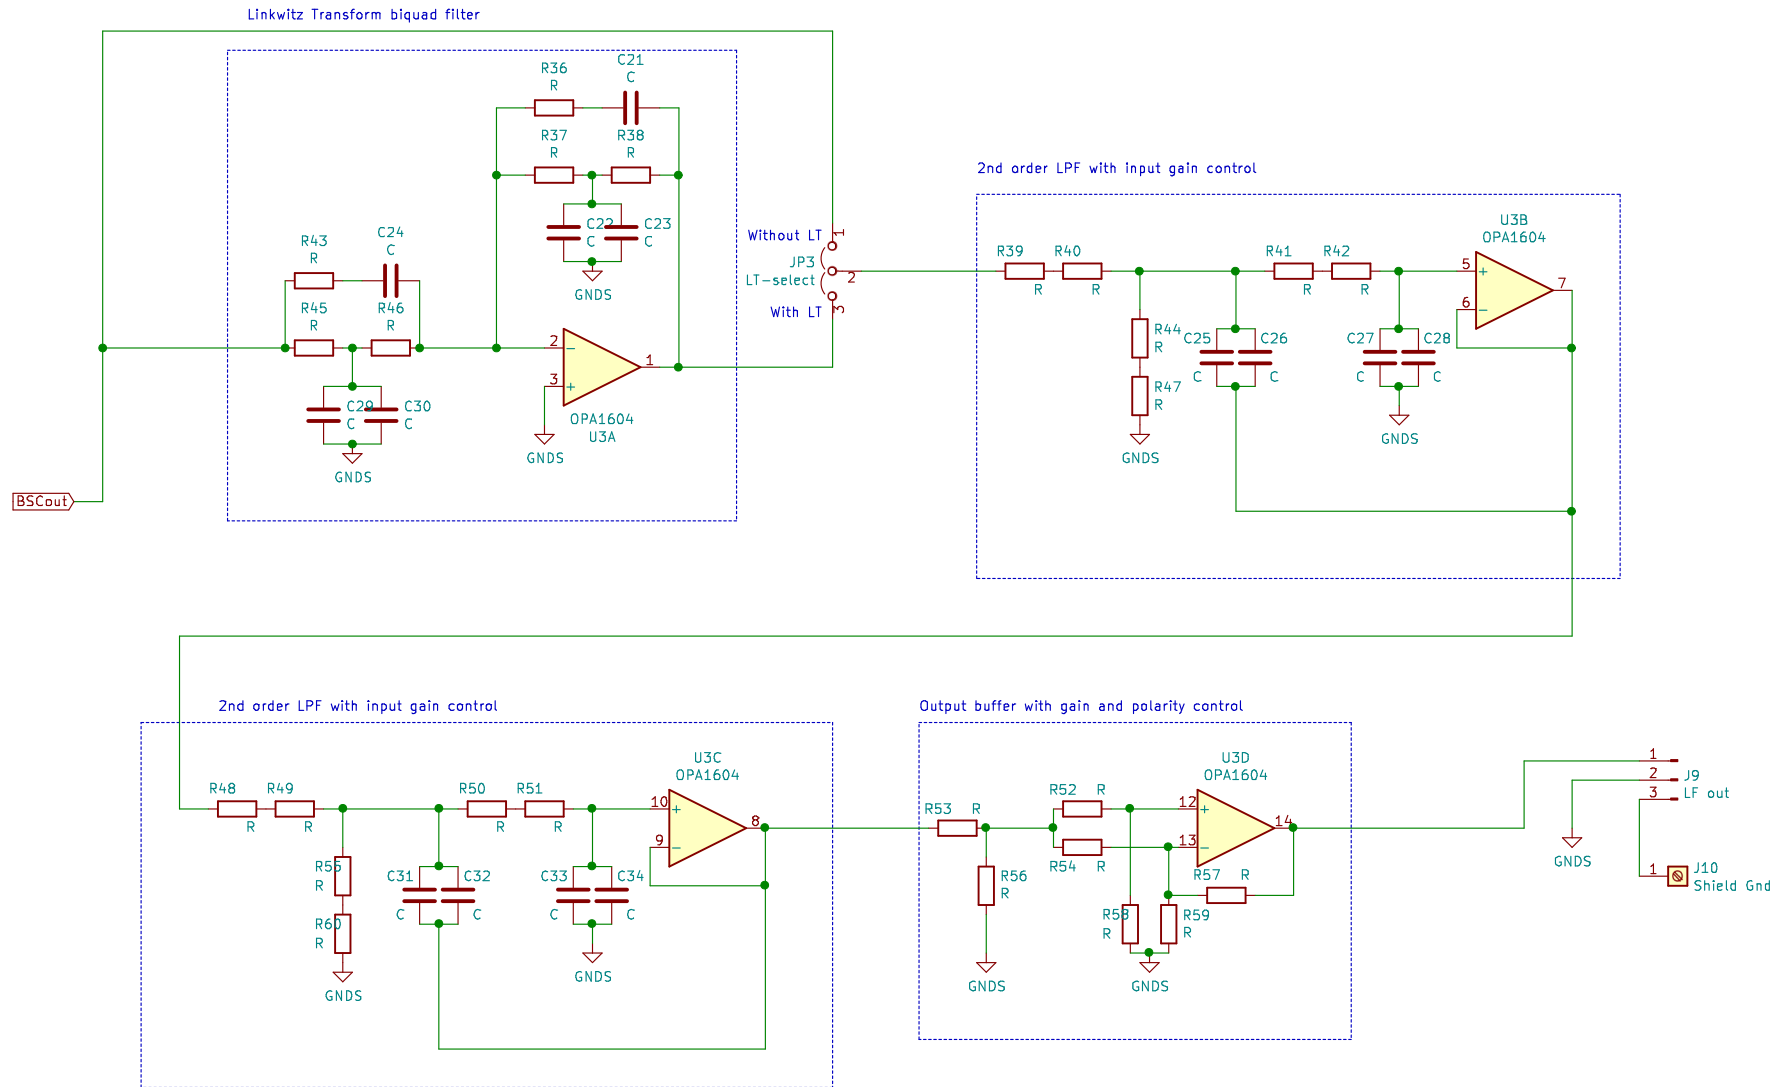 Linkwitz Transform biquad filter
C21
C
R36
R
R37
R
R38
R
C22
C
C23
C
GNDS
R43
R
C24
C
R45
R
R46
R
C29
C
C30
C
GNDS
2
3
1
−
+
OPA1604
U3A
GNDS
BSCout
Without LT
1
JP3
LT-select
2
With LT
3
2nd order LPF with input gain control
R39
R
R40
R
R41
R
R42
R
R44
R
R47
R
GNDS
C25
C
C26
C
C27
C
C28
C
GNDS
U3B
OPA1604
5
+
6
−
7
2nd order LPF with input gain control
R48
R
R49
R
R50
R
R51
R
R55
R
R60
R
GNDS
C31
C
C32
C
C33
C
C34
C
GNDS
U3C
OPA1604
10
+
9
−
8
Output buffer with gain and polarity control
R53
R
R52
R
R54
R
R56
R
GNDS
U3D
OPA1604
12
+
13
−
14
R57
R
R58
R
R59
R
GNDS
1
2
3
J9
LF out
GNDS
1
J10
Shield Gnd